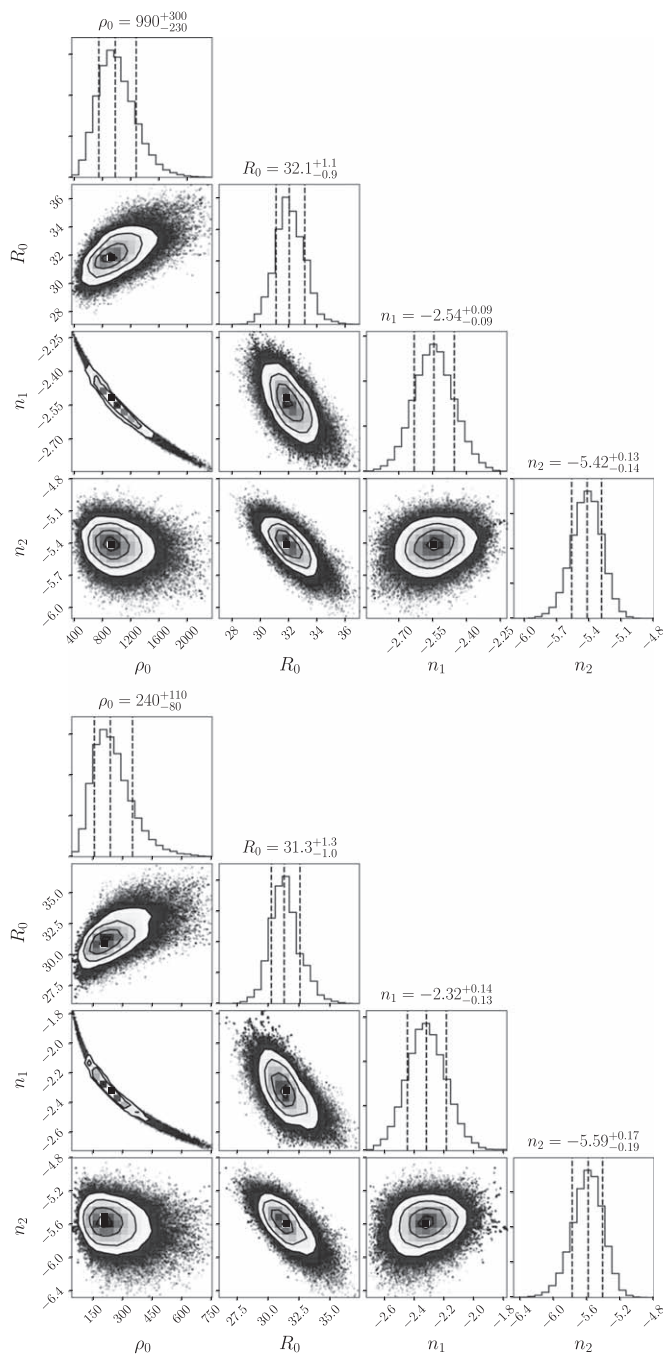 ρ₀ = 990⁺³⁰⁰₋₂₃₀
R₀ = 32.1⁺¹·¹₋₀.₉
R₀
36
34
32
30
28
n₁ = −2.54⁺⁰·⁰⁹₋₀.₀₉
n₁
−2.25
−2.40
−2.55
−2.70
n₂ = −5.42⁺⁰·¹³₋₀.₁₄
n₂
−4.8
−5.1
−5.4
−5.7
−6.0
400 800 1200 1600 2000 28 30 32 34 36 −2.70 −2.55 −2.40 −2.25 −6.0 −5.7 −5.4 −5.1 −4.8
ρ₀ R₀ n₁ n₂
ρ₀ = 240⁺¹¹⁰₋₈₀
R₀ = 31.3⁺¹·³₋₁.₀
R₀
35.0
32.5
30.0
27.5
n₁ = −2.32⁺⁰·¹⁴₋₀.₁₃
n₁
−1.8
−2.0
−2.2
−2.4
−2.6
n₂ = −5.59⁺⁰·¹⁷₋₀.₁₉
n₂
−4.8
−5.2
−5.6
−6.0
−6.4
150 300 450 600 750 27.5 30.0 32.5 35.0 −2.6 −2.4 −2.2 −2.0 −1.8 −6.4 −6.0 −5.6 −5.2 −4.8
ρ₀ R₀ n₁ n₂